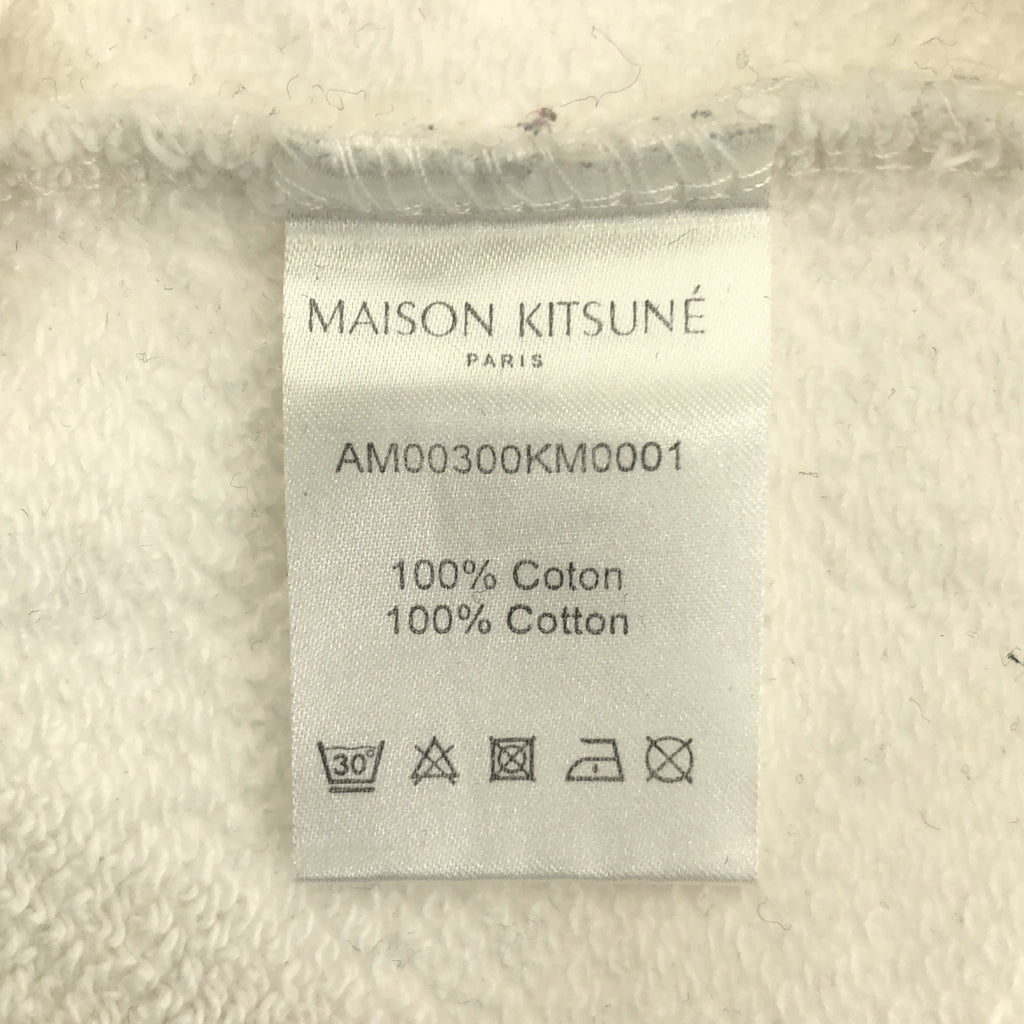 MAISON KITSUNÉ
PARIS
AM00300KM0001
100% Coton
100% Cotton
30°